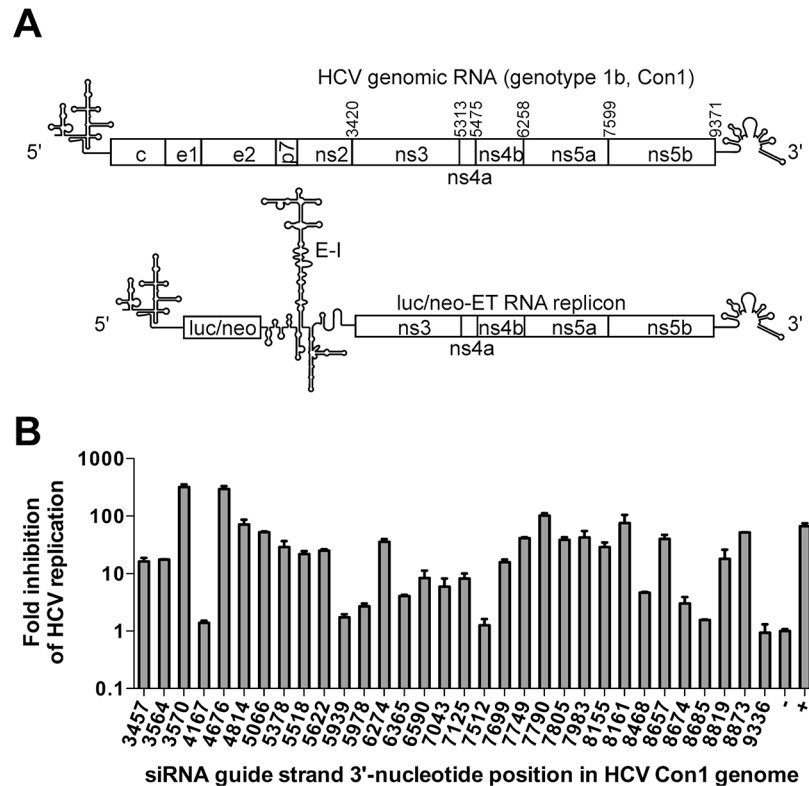 A
HCV genomic RNA (genotype 1b, Con1)
3420
5313
5475
6258
7599
9371
5'
c
e1
e2
p7
ns2
ns3
ns4b
ns5a
ns5b
3'
ns4a
E-I
luc/neo-ET RNA replicon
5'
luc/neo
ns3
ns4b
ns5a
ns5b
3'
ns4a
B
Fold inhibition
of HCV replication
1000
100
10
1
0.1
3457
3564
3570
4167
4676
4814
5066
5378
5518
5622
5939
5978
6274
6365
6590
7043
7125
7512
7699
7749
7790
7805
7983
8155
8161
8468
8657
8674
8685
8819
8873
9336
-
+
siRNA guide strand 3'-nucleotide position in HCV Con1 genome